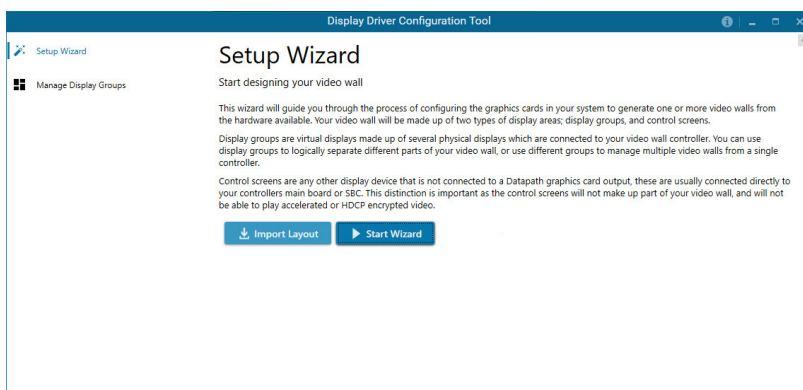 Display Driver Configuration Tool
Setup Wizard
Manage Display Groups
Setup Wizard
Start designing your video wall
This wizard will guide you through the process of configuring the graphics cards in your system to generate one or more video walls from
the hardware available. Your video wall will be made up of two types of display areas; display groups, and control screens.
Display groups are virtual displays made up of several physical displays which are connected to your video wall controller. You can use
display groups to logically separate different parts of your video wall, or use different groups to manage multiple video walls from a single
controller.
Control screens are any other display device that is not connected to a Datapath graphics card output, these are usually connected directly to
your controllers main board or SBC. This distinction is important as the control screens will not make up part of your video wall, and will not
be able to play accelerated or HDCP encrypted video.
Import Layout
Start Wizard